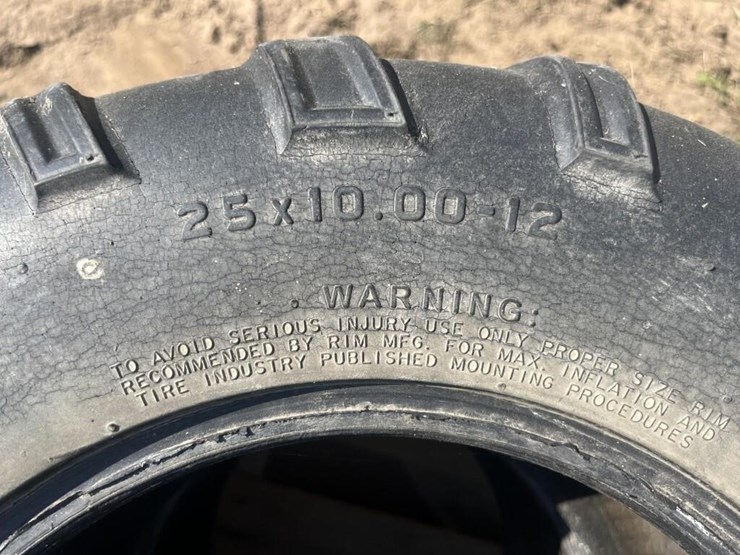 25x10.00-12
WARNING:
TO AVOID SERIOUS INJURY USE ONLY PROPER SIZE RIM
RECOMMENDED BY RIM MFG. FOR MAX. INFLATION AND
TIRE INDUSTRY PUBLISHED MOUNTING PROCEDURES